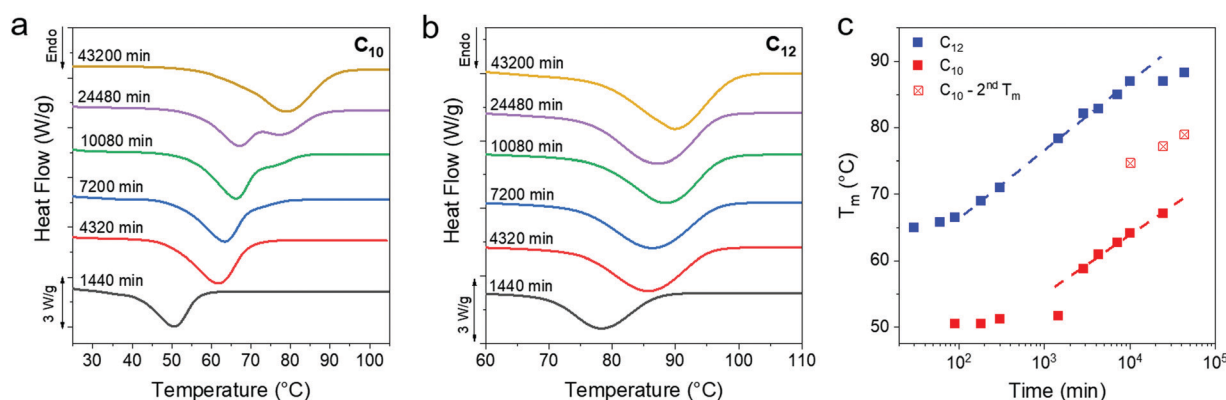 a
Endo
C10
43200 min
24480 min
10080 min
7200 min
4320 min
1440 min
3 W/g
Heat Flow (W/g)
30 40 50 60 70 80 90 100
Temperature (°C)
b
Endo
C12
43200 min
24480 min
10080 min
7200 min
4320 min
1440 min
3 W/g
Heat Flow (W/g)
60 70 80 90 100 110
Temperature (°C)
c
C12
C10
C10 - 2nd Tm
90
80
70
60
50
Tm (°C)
10² 10³ 10⁴ 10⁵
Time (min)